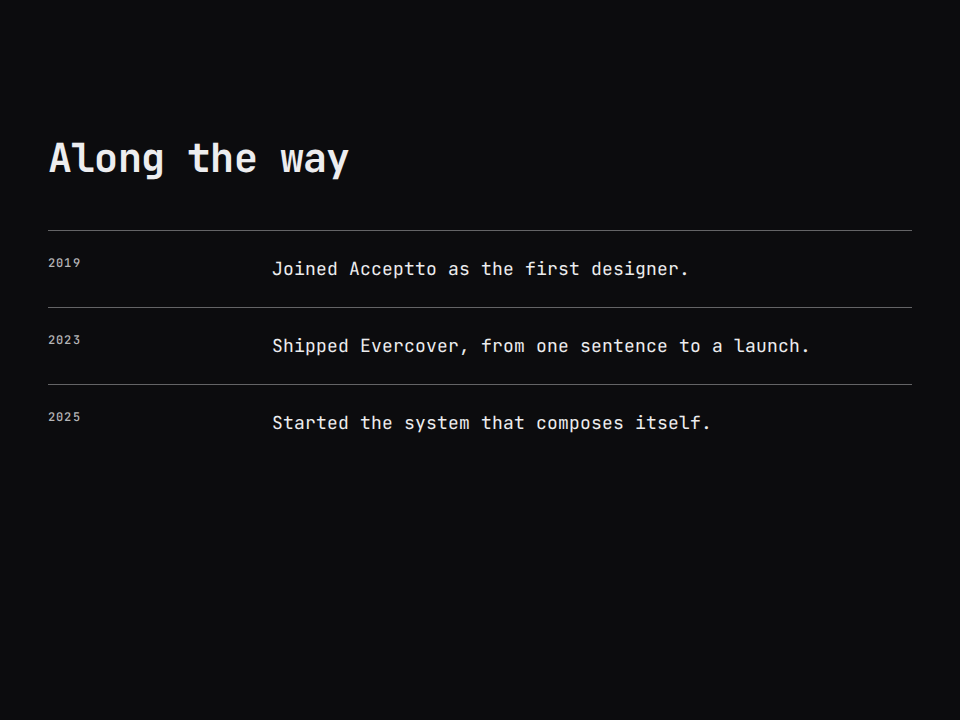 Along the way
2019
Joined Acceptto as the first designer.
2023
Shipped Evercover, from one sentence to a launch.
2025
Started the system that composes itself.